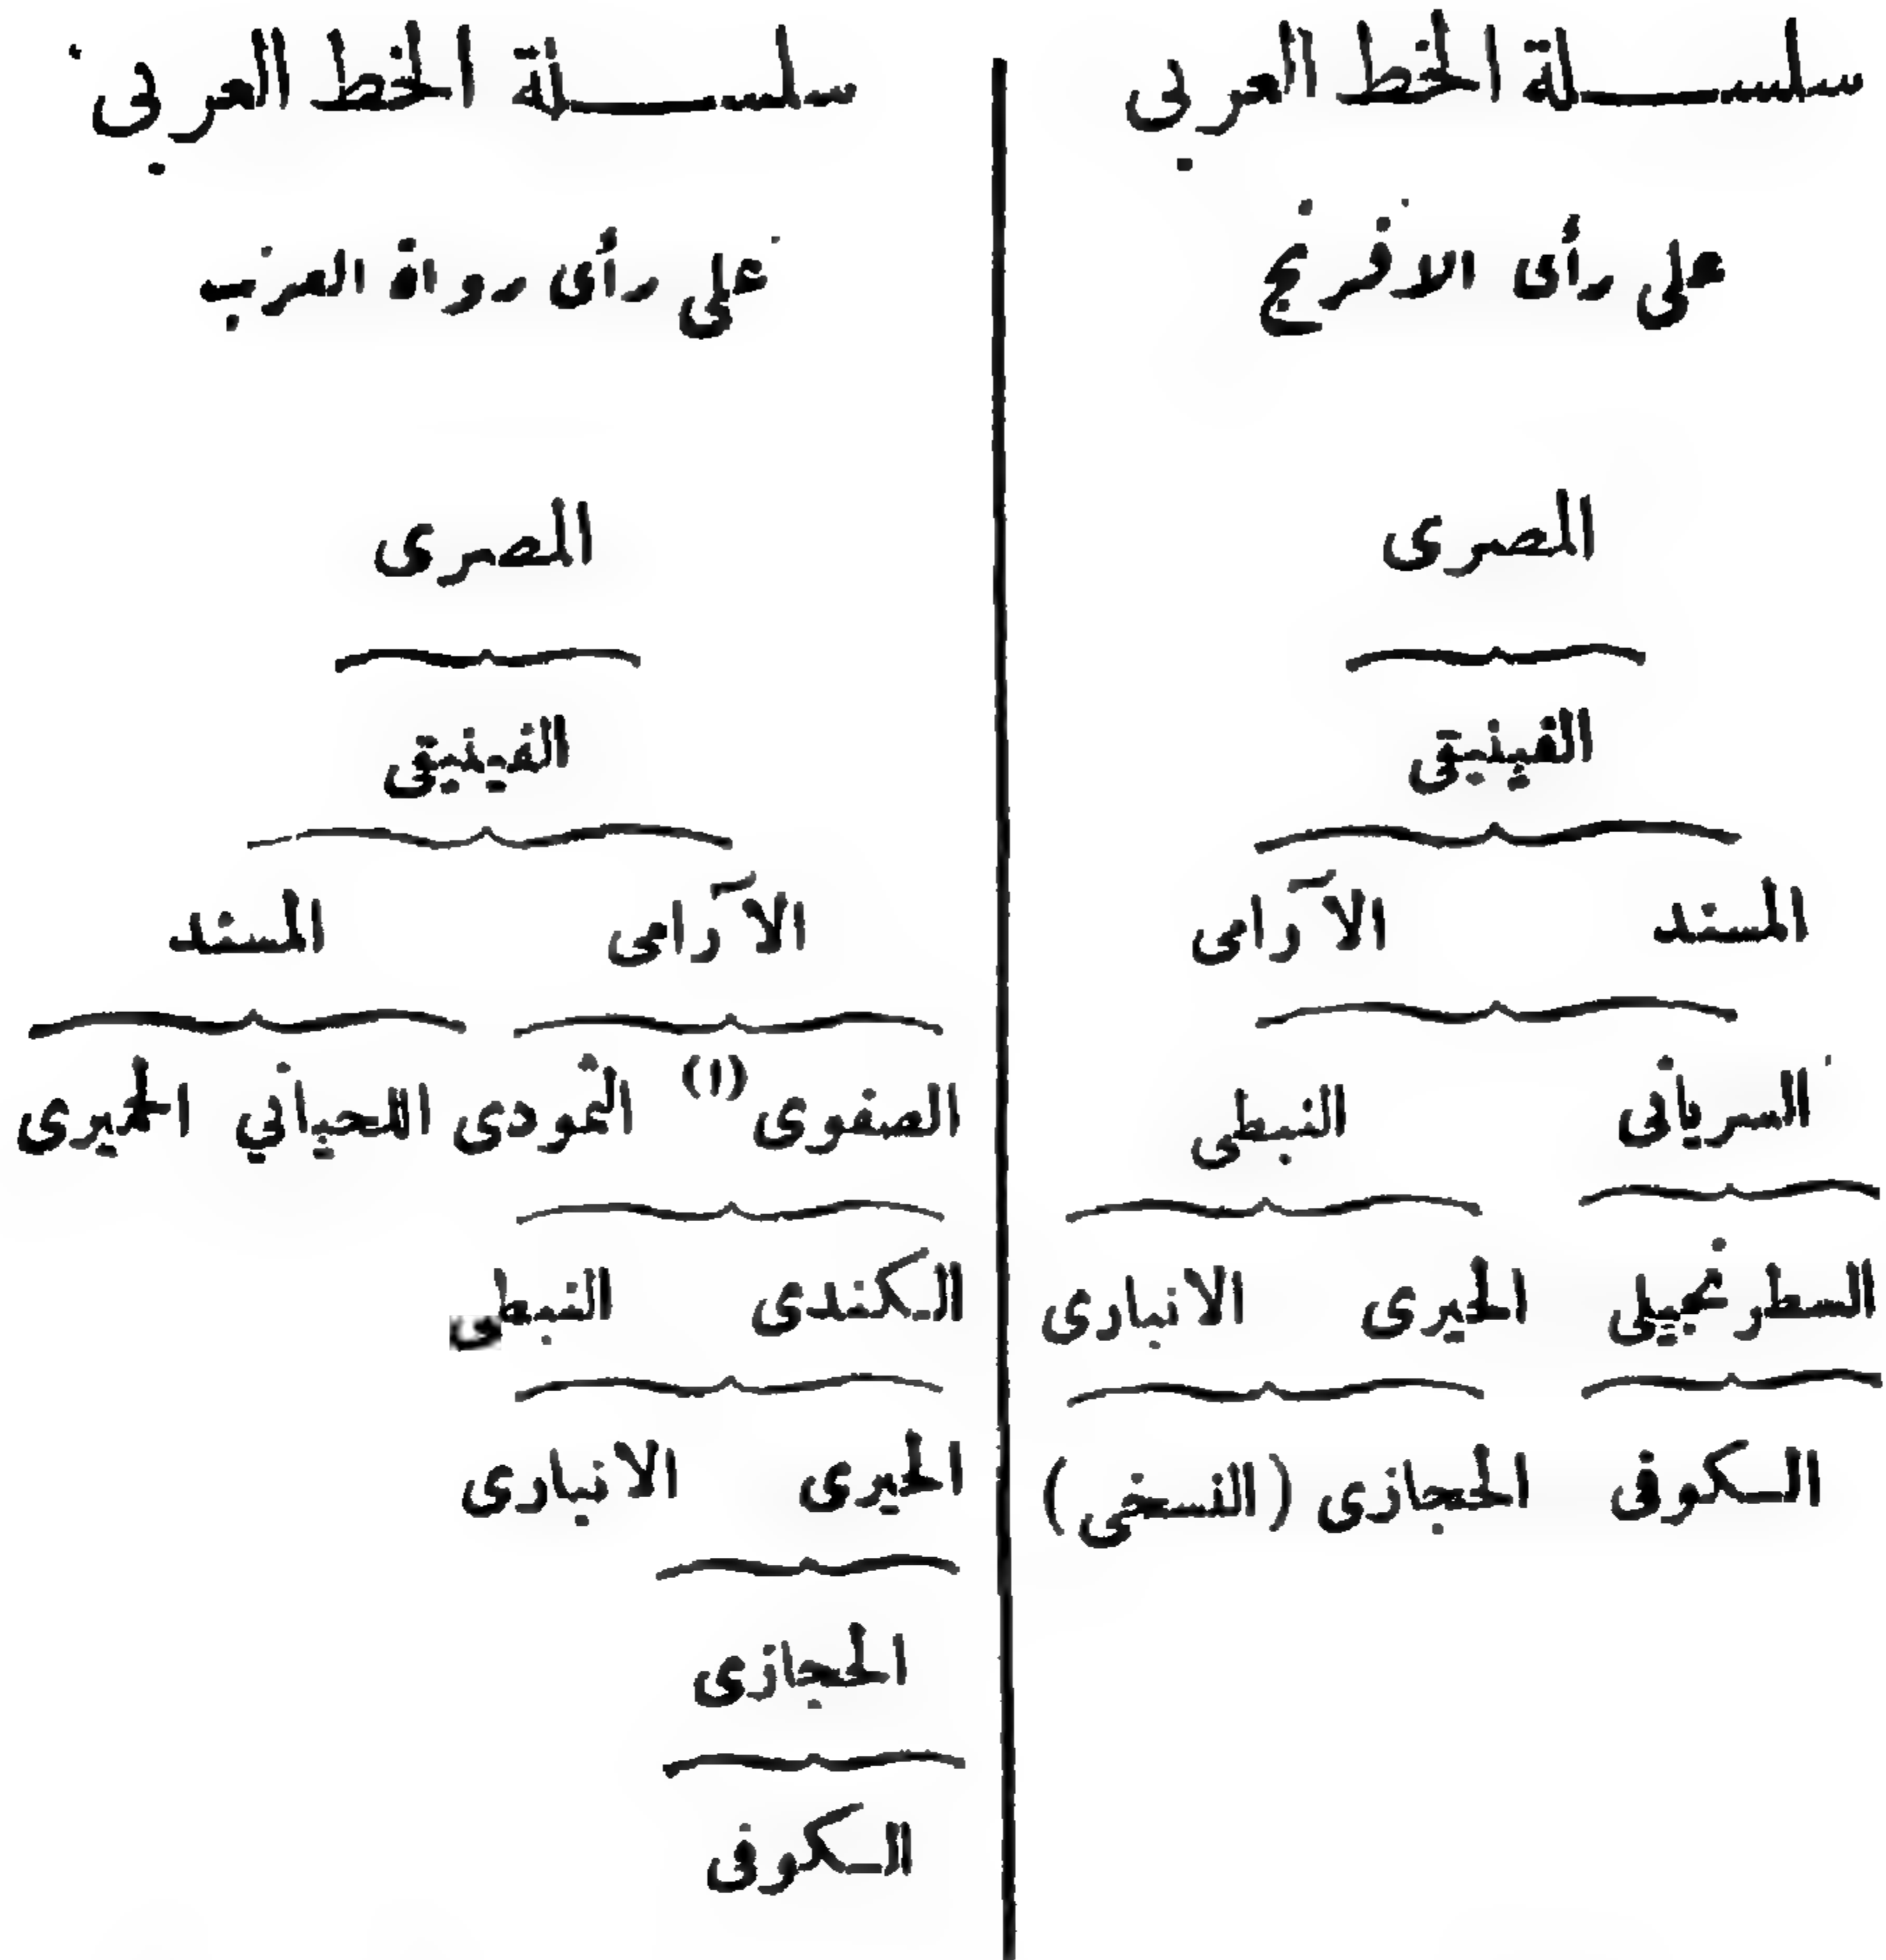 سلسلة الخط العربى
على رأى الافرنج
المصرى
الفينيقى
المسند الآرامى
السريانى النبطى
السطرنجيلى الحيرى الانبارى
الكوفى الحجازى (النسخى)
سلسلة الخط العربى
على رأى رواة العرب
المصرى
الفينيقى
الآرامى المسند
الصفوى (١) الثمودى اللحياني الحميرى
الكندى النبطى
الحيرى الانبارى
الحجازى
الكوفى